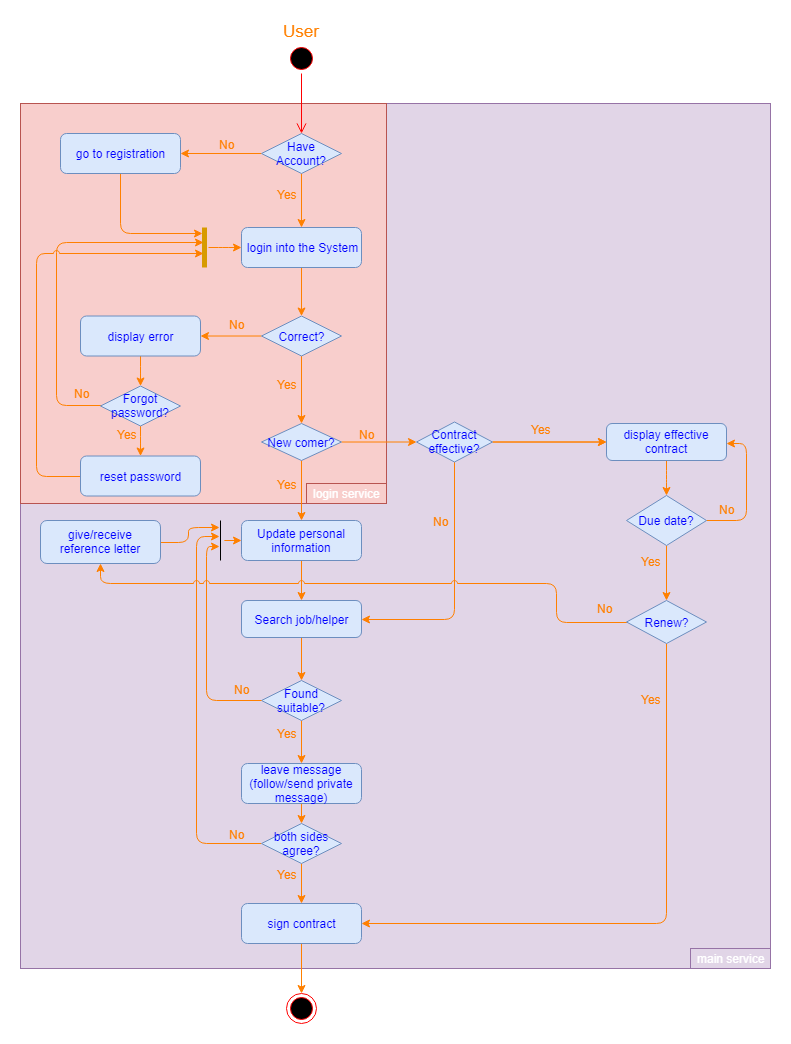 User
Have
Account?
No
go to registration
Yes
login into the System
Correct?
No
display error
Yes
Forgot
password?
No
Yes
reset password
New comer?
No
Contract
effective?
Yes
display effective
contract
Yes
login service
No
Due date?
No
give/receive
reference letter
Update personal
information
Yes
No
Renew?
Search job/helper
Found
suitable?
No
Yes
Yes
leave message
(follow/send private
message)
both sides
agree?
No
Yes
sign contract
main service